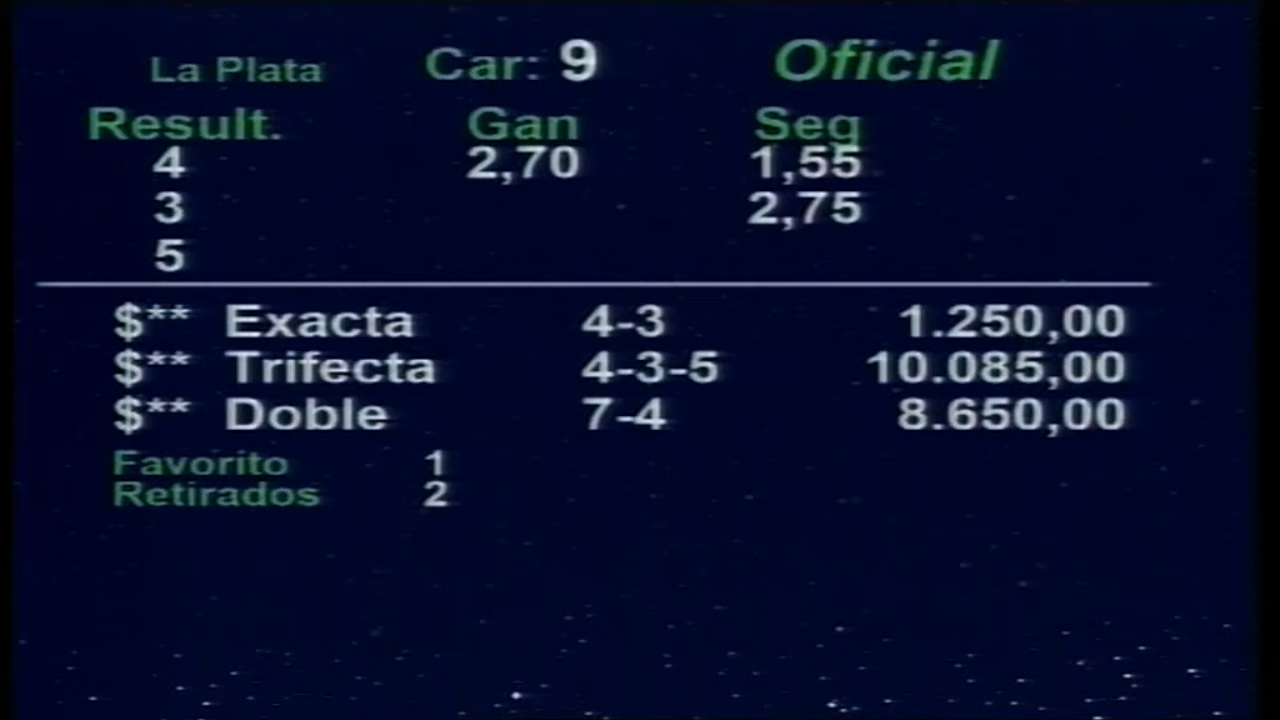 La Plata Car: 9 Oficial
Result. Gan Seg
4 2,70 1,55
3 2,75
5
$** Exacta 4-3 1.250,00
$** Trifecta 4-3-5 10.085,00
$** Doble 7-4 8.650,00
Favorito 1
Retirados 2